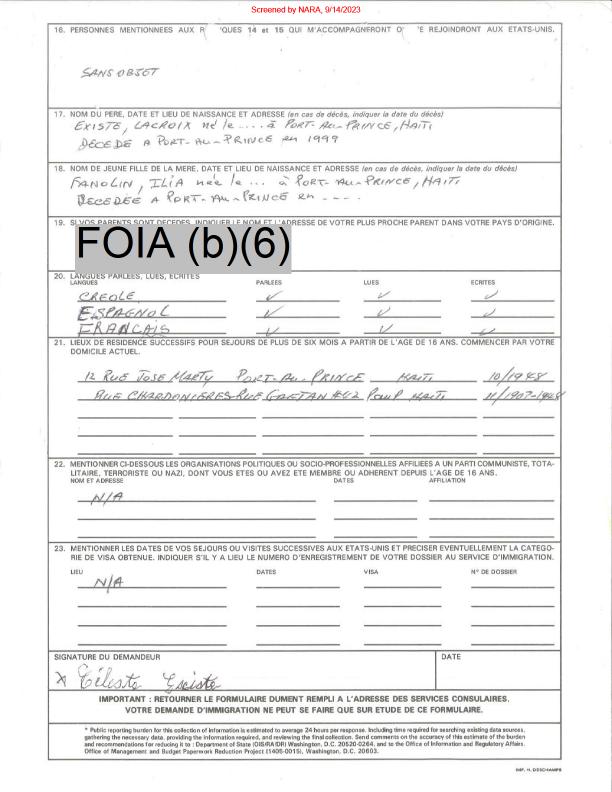 Screened by NARA, 9/14/2023
16. PERSONNES MENTIONNEES AUX R QUES 14 et 15 QUI M'ACCOMPAGNERONT O E REJOINDRONT AUX ETATS-UNIS.
SANS OBJET
17. NOM DU PERE, DATE ET LIEU DE NAISSANCE ET ADRESSE (en cas de décès, indiquer la date du décès)
EXISTE, LACROIX né le .... à PORT-AU-PRINCE, HAITI
DECEDE A PORT-AU-PRINCE en 1999
18. NOM DE JEUNE FILLE DE LA MERE, DATE ET LIEU DE NAISSANCE ET ADRESSE (en cas de décès, indiquer la date du décès)
FANOLIN, ILIA née le ... à PORT-AU-PRINCE, HAITI
DECEDEE A PORT-AU-PRINCE en ....
19. SI VOS PARENTS SONT DECEDES, INDIQUER LE NOM ET L'ADRESSE DE VOTRE PLUS PROCHE PARENT DANS VOTRE PAYS D'ORIGINE.
FOIA (b)(6)
20. LANGUES PARLEES, LUES, ECRITES
LANGUES PARLEES LUES ECRITES
CREOLE ✓ ✓ ✓
ESPAGNOL ✓ ✓ ✓
FRANCAIS ✓ ✓ ✓
21. LIEUX DE RESIDENCE SUCCESSIFS POUR SEJOURS DE PLUS DE SIX MOIS A PARTIR DE L'AGE DE 16 ANS. COMMENCER PAR VOTRE
DOMICILE ACTUEL.
12 RUE JOSE MARTY PORT-AU-PRINCE HAITI 10/1948
RUE CHARDONIERES-RUE GAETAN #42 P HAITI 11/1907-1948
22. MENTIONNER CI-DESSOUS LES ORGANISATIONS POLITIQUES OU SOCIO-PROFESSIONNELLES AFFILIEES A UN PARTI COMMUNISTE, TOTA-
LITAIRE, TERRORISTE OU NAZI, DONT VOUS ETES OU AVEZ ETE MEMBRE OU ADHERENT DEPUIS L'AGE DE 16 ANS.
NOM ET ADRESSE DATES AFFILIATION
N/A
23. MENTIONNER LES DATES DE VOS SEJOURS OU VISITES SUCCESSIVES AUX ETATS-UNIS ET PRECISER EVENTUELLEMENT LA CATEGO-
RIE DE VISA OBTENUE. INDIQUER S'IL Y A LIEU LE NUMERO D'ENREGISTREMENT DE VOTRE DOSSIER AU SERVICE D'IMMIGRATION.
LIEU DATES VISA N° DE DOSSIER
N/A
SIGNATURE DU DEMANDEUR DATE
x Céleste Existe
IMPORTANT : RETOURNER LE FORMULAIRE DUMENT REMPLI A L'ADRESSE DES SERVICES CONSULAIRES.
VOTRE DEMANDE D'IMMIGRATION NE PEUT SE FAIRE QUE SUR ETUDE DE CE FORMULAIRE.
* Public reporting burden for this collection of information is estimated to average 24 hours per response. Including time required for searching existing data sources,
gathering the necessary data, providing the information required, and reviewing the final collection. Send comments on the accuracy of this estimate of the burden
and recommendations for reducing it to : Department of State (OIS/RA/DR) Washington, D.C. 20520-0264, and to the Office of Information and Regulatory Affairs.
Office of Management and Budget Paperwork Reduction Project (1405-0015), Washington, D.C. 20603.
IMP. H. DESCHAMPS